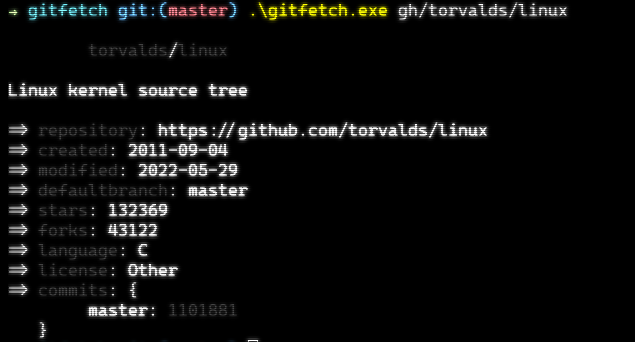 → gitfetch git:(master) .\gitfetch.exe gh/torvalds/linux
torvalds/linux
Linux kernel source tree
⇒ repository: https://github.com/torvalds/linux
⇒ created: 2011-09-04
⇒ modified: 2022-05-29
⇒ defaultbranch: master
⇒ stars: 132369
⇒ forks: 43122
⇒ language: C
⇒ license: Other
⇒ commits: {
master: 1101881
}